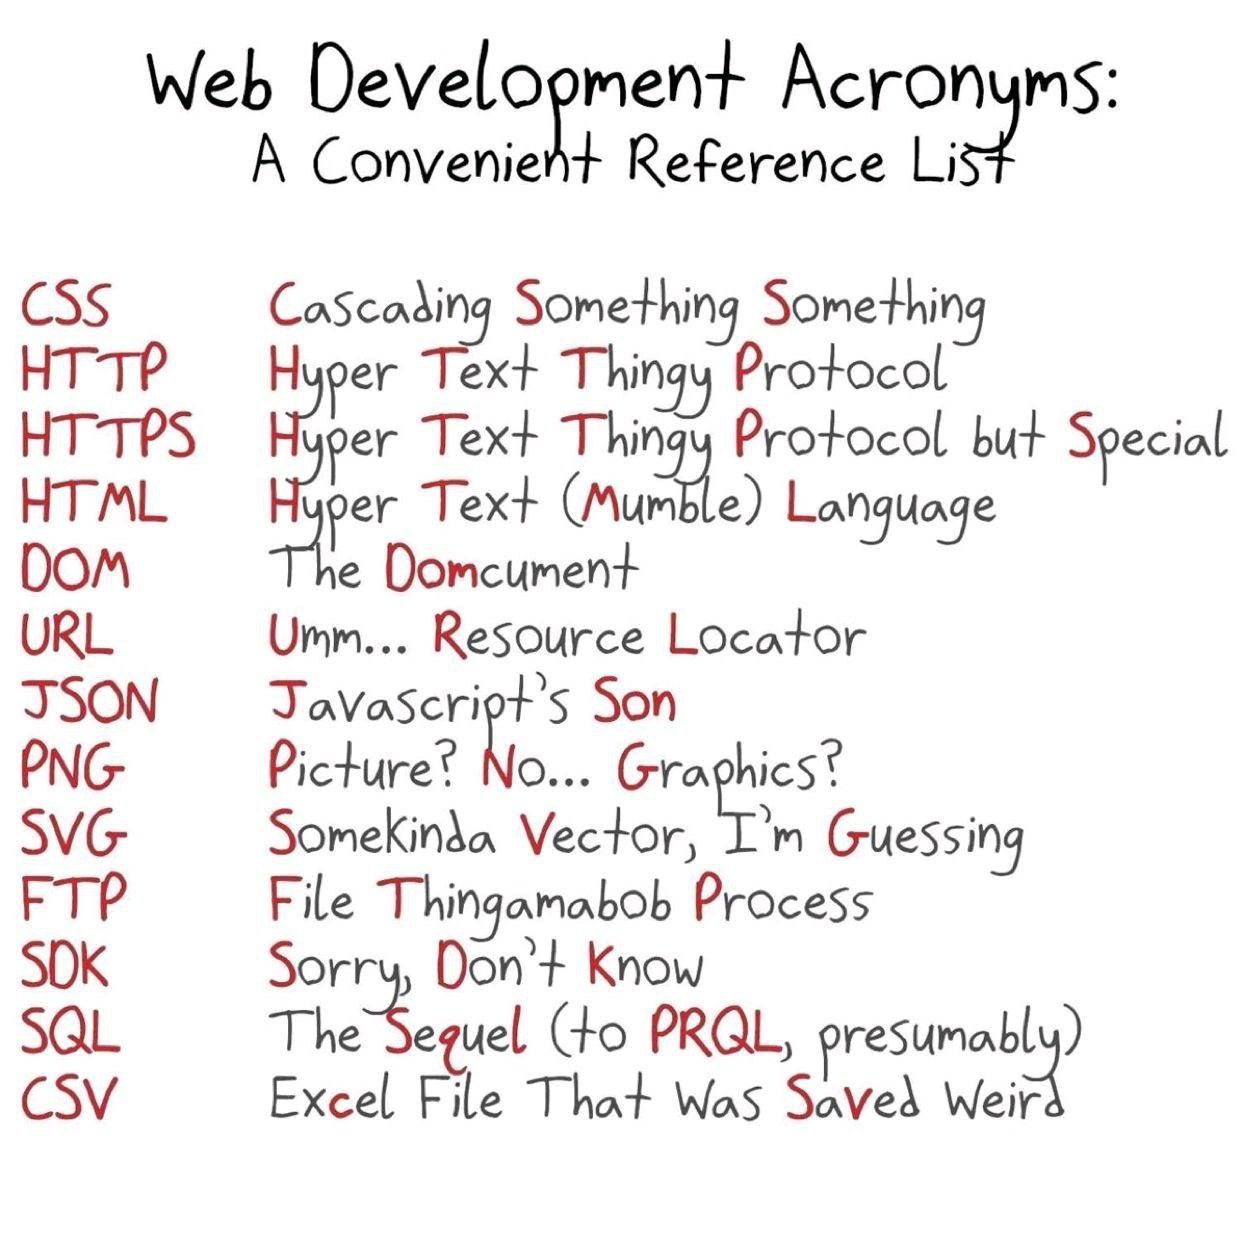 Web Development Acronyms:
A Convenient Reference List
CSS Cascading Something Something
HTTP Hyper Text Thingy Protocol
HTTPS Hyper Text Thingy Protocol but Special
HTML Hyper Text (Mumble) Language
DOM The Domcument
URL Umm... Resource Locator
JSON Javascript's Son
PNG Picture? No... Graphics?
SVG Somekinda Vector, I'm Guessing
FTP File Thingamabob Process
SDK Sorry, Don't Know
SQL The Sequel (to PRQL, presumably)
CSV Excel File That Was Saved Weird